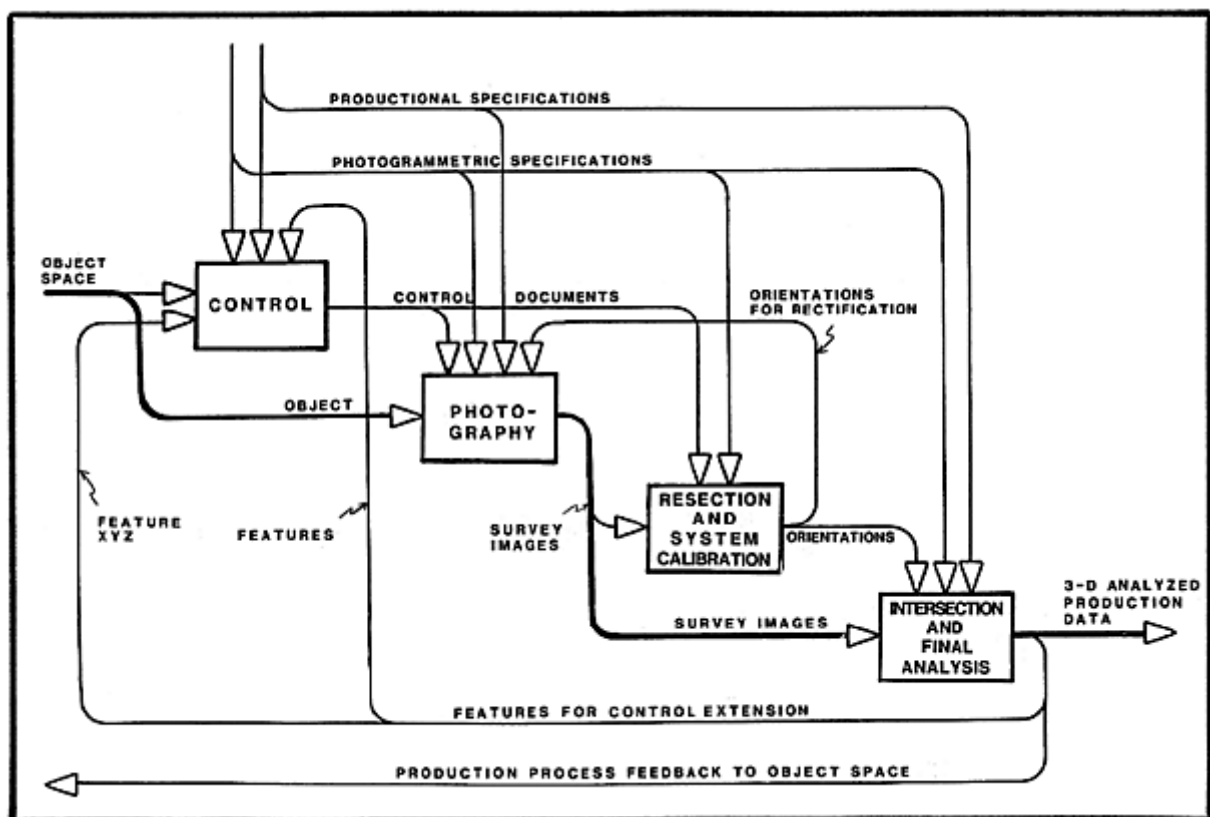 PRODUCTIONAL SPECIFICATIONS
PHOTOGRAMMETRIC SPECIFICATIONS
OBJECT
SPACE
CONTROL
CONTROL DOCUMENTS
ORIENTATIONS
FOR RECTIFICATION
OBJECT
PHOTO-
GRAPHY
FEATURE
XYZ
FEATURES
SURVEY
IMAGES
RESECTION
AND
SYSTEM
CALIBRATION
ORIENTATIONS
SURVEY IMAGES
INTERSECTION
AND
FINAL
ANALYSIS
3-D ANALYZED
PRODUCTION
DATA
FEATURES FOR CONTROL EXTENSION
PRODUCTION PROCESS FEEDBACK TO OBJECT SPACE